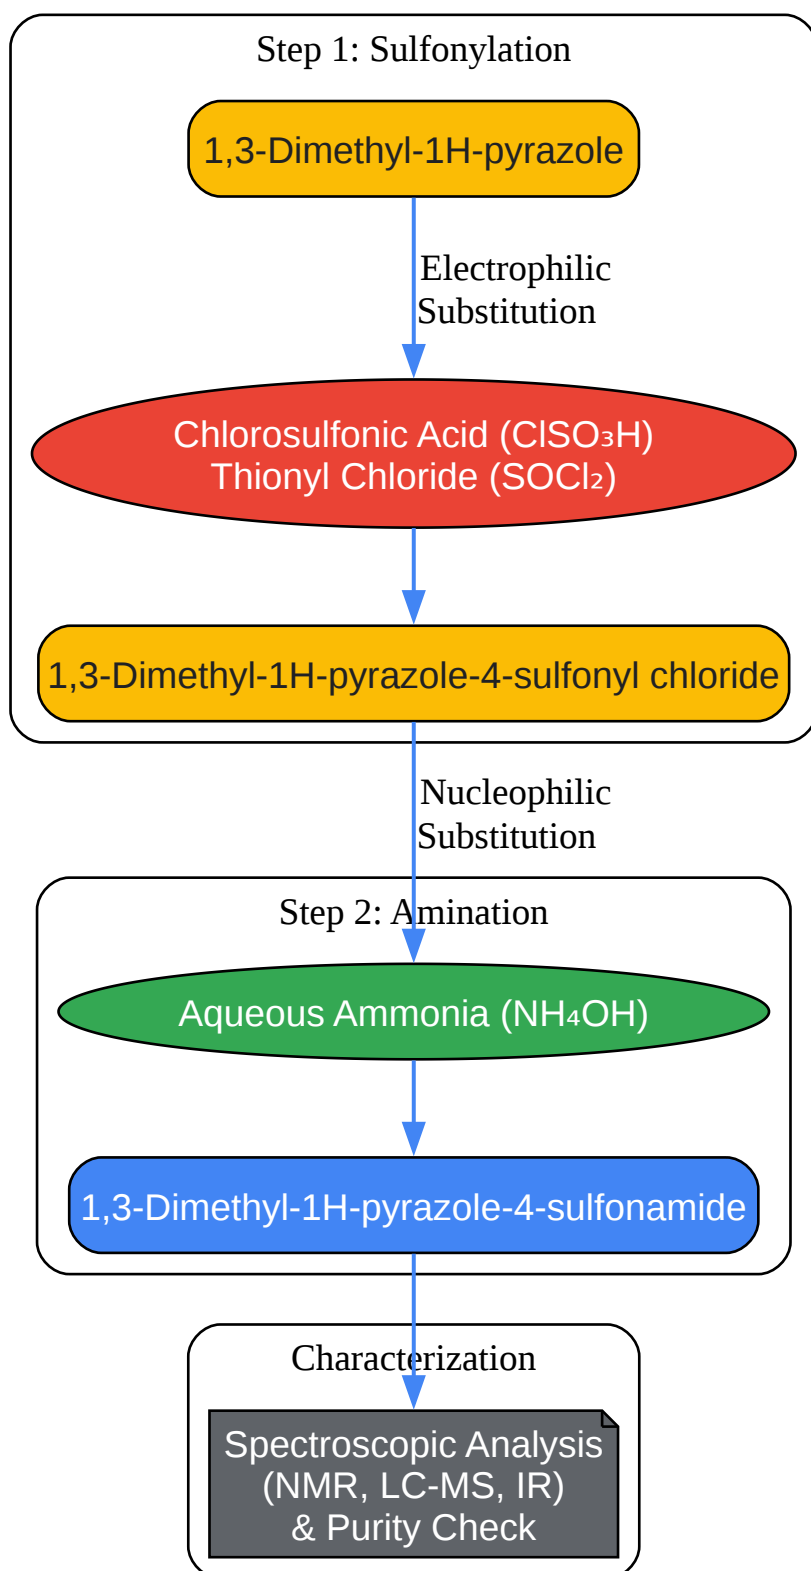 Step 1: Sulfonylation
1,3-Dimethyl-1H-pyrazole
Electrophilic
Substitution
Chlorosulfonic Acid (ClSO₃H)
Thionyl Chloride (SOCl₂)
1,3-Dimethyl-1H-pyrazole-4-sulfonyl chloride
Nucleophilic
Substitution
Step 2: Amination
Aqueous Ammonia (NH₄OH)
1,3-Dimethyl-1H-pyrazole-4-sulfonamide
Characterization
Spectroscopic Analysis
(NMR, LC-MS, IR)
& Purity Check